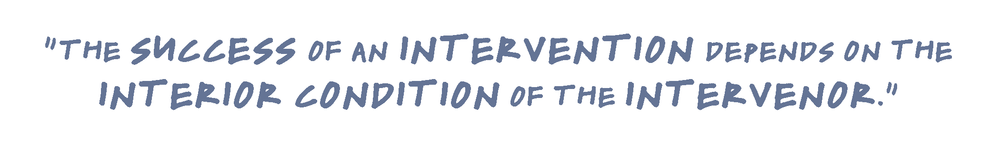 "THE SUCCESS OF AN INTERVENTION DEPENDS ON THE
INTERIOR CONDITION OF THE INTERVENOR."